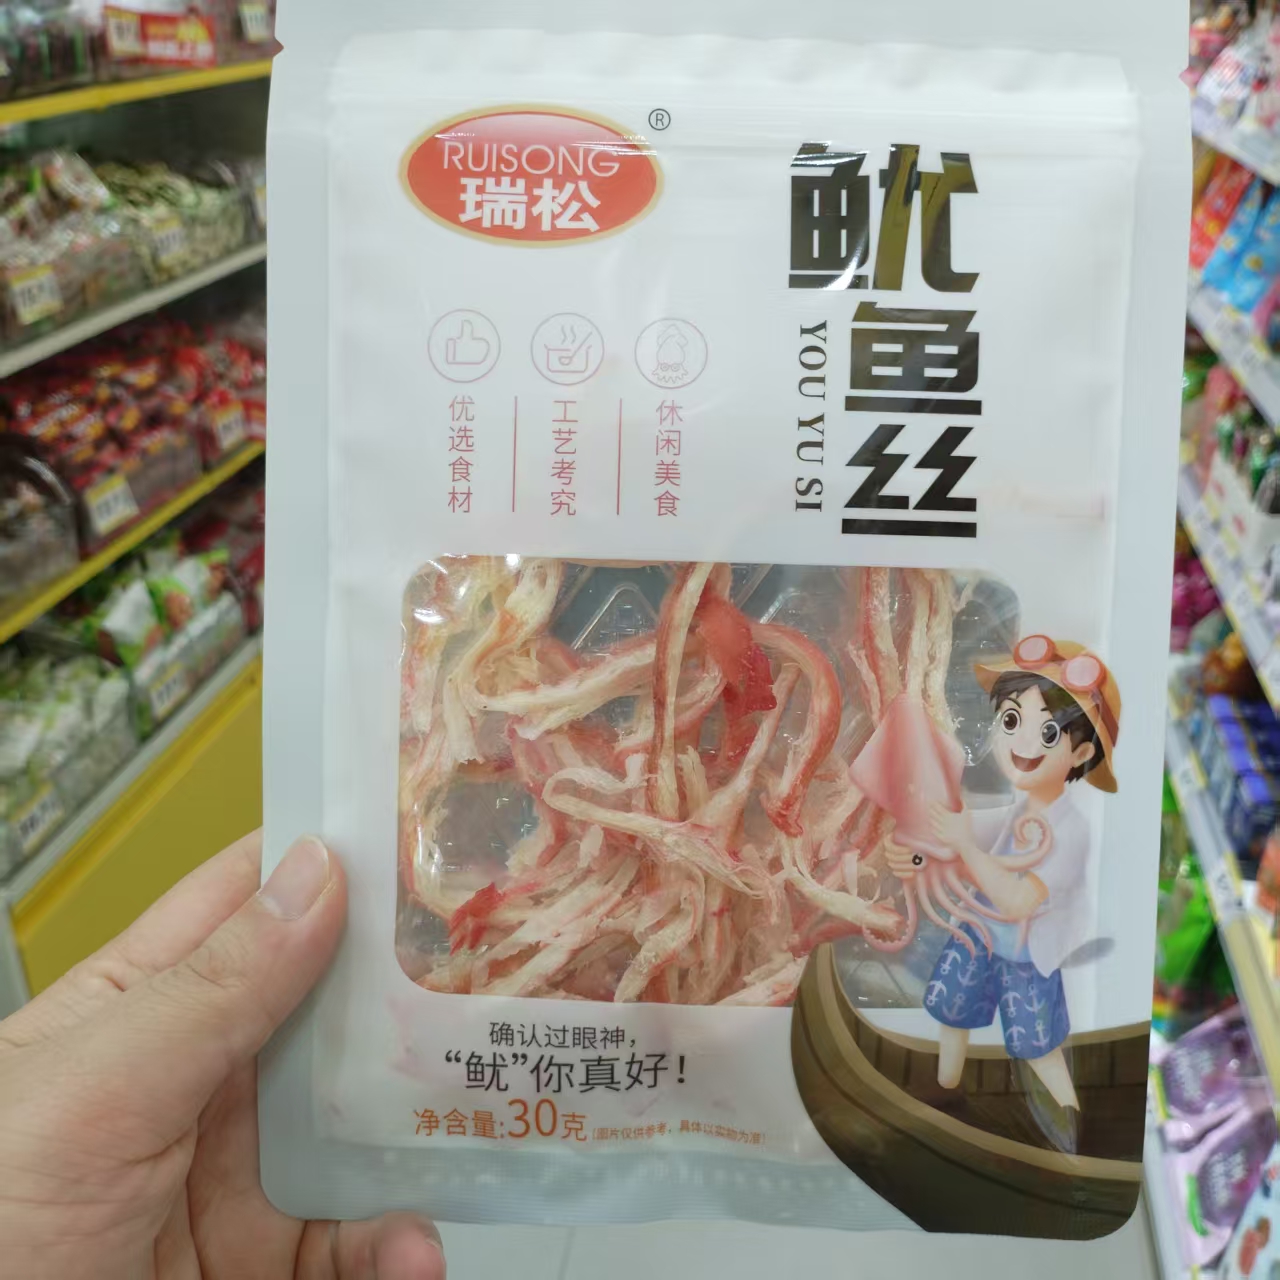 RUISONG
瑞松
®
鱿鱼丝
YOU YU SI
优选食材
工艺考究
休闲美食
确认过眼神，
“鱿”你真好！
净含量:30克(图片仅供参考，具体以实物为准)